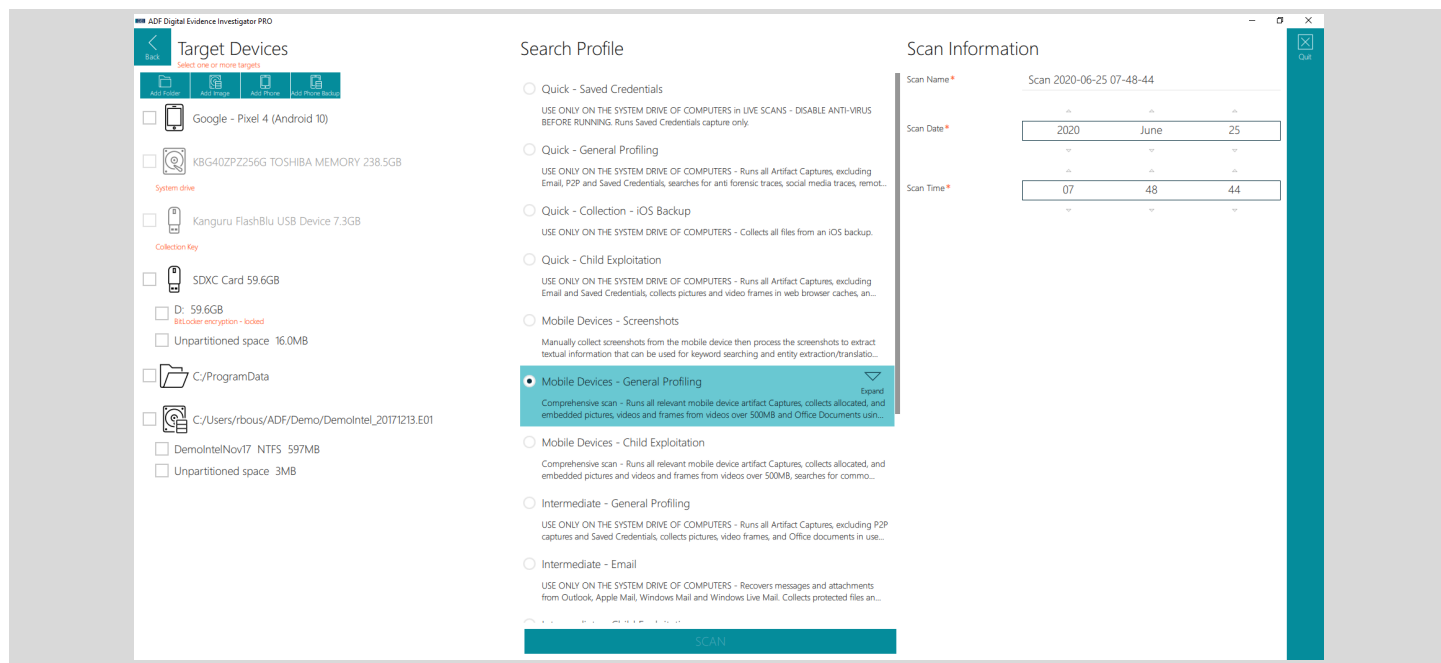 ADF Digital Evidence Investigator PRO
Back
Target Devices
Select one or more targets
Add Folder
Add Image
Add Phone
Add Phone Backup
Google - Pixel 4 (Android 10)
KBG40ZPZ256G TOSHIBA MEMORY 238.5GB
System drive
Kanguru FlashBlu USB Device 7.3GB
Collection Key
SDXC Card 59.6GB
D: 59.6GB
BitLocker encryption - locked
Unpartitioned space 16.0MB
C:/ProgramData
C:/Users/rbous/ADF/Demo/DemoIntel_20171213.E01
DemoIntelNov17 NTFS 597MB
Unpartitioned space 3MB
Search Profile
Quick - Saved Credentials
USE ONLY ON THE SYSTEM DRIVE OF COMPUTERS in LIVE SCANS - DISABLE ANTI-VIRUS
BEFORE RUNNING. Runs Saved Credentials capture only.
Quick - General Profiling
USE ONLY ON THE SYSTEM DRIVE OF COMPUTERS - Runs all Artifact Captures, excluding
Email, P2P and Saved Credentials, searches for anti forensic traces, social media traces, remot...
Quick - Collection - iOS Backup
USE ONLY ON THE SYSTEM DRIVE OF COMPUTERS - Collects all files from an iOS backup.
Quick - Child Exploitation
USE ONLY ON THE SYSTEM DRIVE OF COMPUTERS - Runs all Artifact Captures, excluding
Email and Saved Credentials, collects pictures and video frames in web browser caches, an...
Mobile Devices - Screenshots
Manually collect screenshots from the mobile device then process the screenshots to extract
textual information that can be used for keyword searching and entity extraction/translatio...
Mobile Devices - General Profiling
Expand
Comprehensive scan - Runs all relevant mobile device artifact Captures, collects allocated, and
embedded pictures, videos and frames from videos over 500MB and Office Documents usin...
Mobile Devices - Child Exploitation
Comprehensive scan - Runs all relevant mobile device artifact Captures, collects allocated, and
embedded pictures and videos and frames from videos over 500MB, searches for commo...
Intermediate - General Profiling
USE ONLY ON THE SYSTEM DRIVE OF COMPUTERS - Runs all Artifact Captures, excluding P2P
captures and Saved Credentials, collects pictures, video frames, and Office documents in use...
Intermediate - Email
USE ONLY ON THE SYSTEM DRIVE OF COMPUTERS - Recovers messages and attachments
from Outlook, Apple Mail, Windows Mail and Windows Live Mail. Collects protected files an...
SCAN
Scan Information
Scan Name*
Scan 2020-06-25 07-48-44
Scan Date*
2020 June 25
Scan Time*
07 48 44
Quit